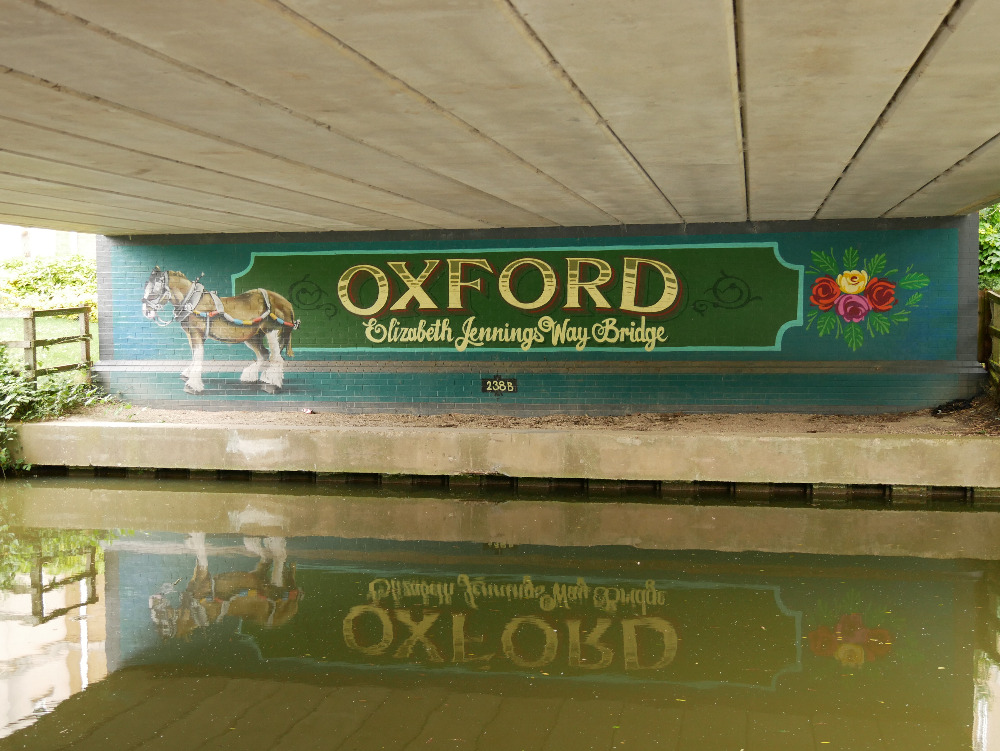 OXFORD
Elizabeth Jennings Way Bridge
238B